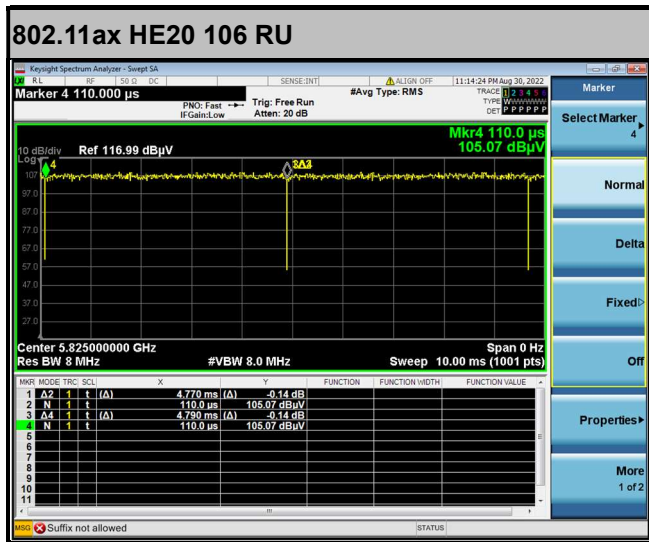 802.11ax HE20 106 RU
Keysight Spectrum Analyzer - Swept SA
RL RF 50 Ω DC SENSE:INT ALIGN OFF 11:14:24 PM Aug 30, 2022
Marker 4 110.000 µs #Avg Type: RMS TRACE 1 2 3 4 5 6
PNO: Fast Trig: Free Run TYPE WWWWWW
IFGain:Low Atten: 20 dB DET P P P P P P
Mkr4 110.0 µs
10 dB/div Ref 116.99 dBµV 105.07 dBµV
Log
4
3Δ3
107
97.0
87.0
77.0
67.0
57.0
47.0
37.0
27.0
Center 5.825000000 GHz Span 0 Hz
Res BW 8 MHz #VBW 8.0 MHz Sweep 10.00 ms (1001 pts)
MKR MODE TRC SCL X Y FUNCTION FUNCTION WIDTH FUNCTION VALUE
1 Δ2 1 t (Δ) 4.770 ms (Δ) -0.14 dB
2 N 1 t 110.0 µs 105.07 dBµV
3 Δ4 1 t (Δ) 4.790 ms (Δ) -0.14 dB
4 N 1 t 110.0 µs 105.07 dBµV
5
6
7
8
9
10
11
MSG Suffix not allowed STATUS
Marker
Select Marker
4
Normal
Delta
Fixed
Off
Properties
More
1 of 2